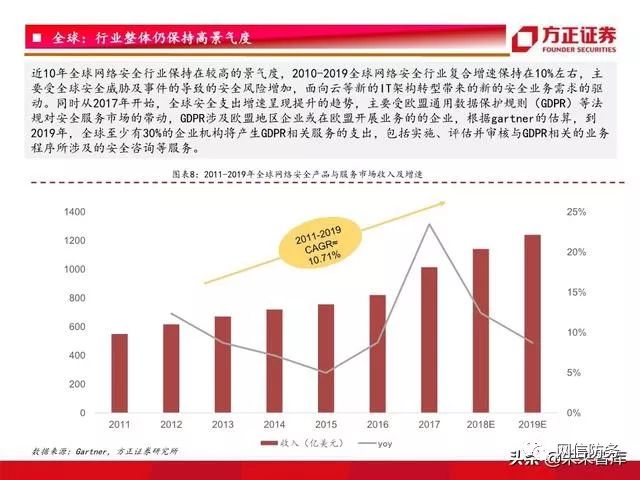 全球：行业整体仍保持高景气度
方正证券
FOUNDER SECURITIES
近10年全球网络安全行业保持在较高的景气度，2010-2019全球网络安全行业复合增速保持在10%左右，主
要受全球安全威胁及事件的导致的安全风险增加，面向云等新的IT架构转型带来的新的安全业务需求的驱
动。同时从2017年开始，全球安全支出增速呈现提升的趋势，主要受欧盟通用数据保护规则（GDPR）等法
规对安全服务市场的带动，GDPR涉及欧盟地区企业或在欧盟开展业务的的企业，根据gartner的估算，到
2019年，全球至少有30%的企业机构将产生GDPR相关服务的支出，包括实施、评估并审核与GDPR相关的业务
程序所涉及的安全咨询等服务。
图表8：2011-2019年全球网络安全产品与服务市场收入及增速
1400
1200
1000
800
600
400
200
0
25%
20%
15%
10%
5%
0%
2011-2019
CAGR≈
10.71%
2011 2012 2013 2014 2015 2016 2017 2018E 2019E
收入（亿美元） yoy
数据来源：Gartner，方正证券研究所
网信防务
头条@未来智库